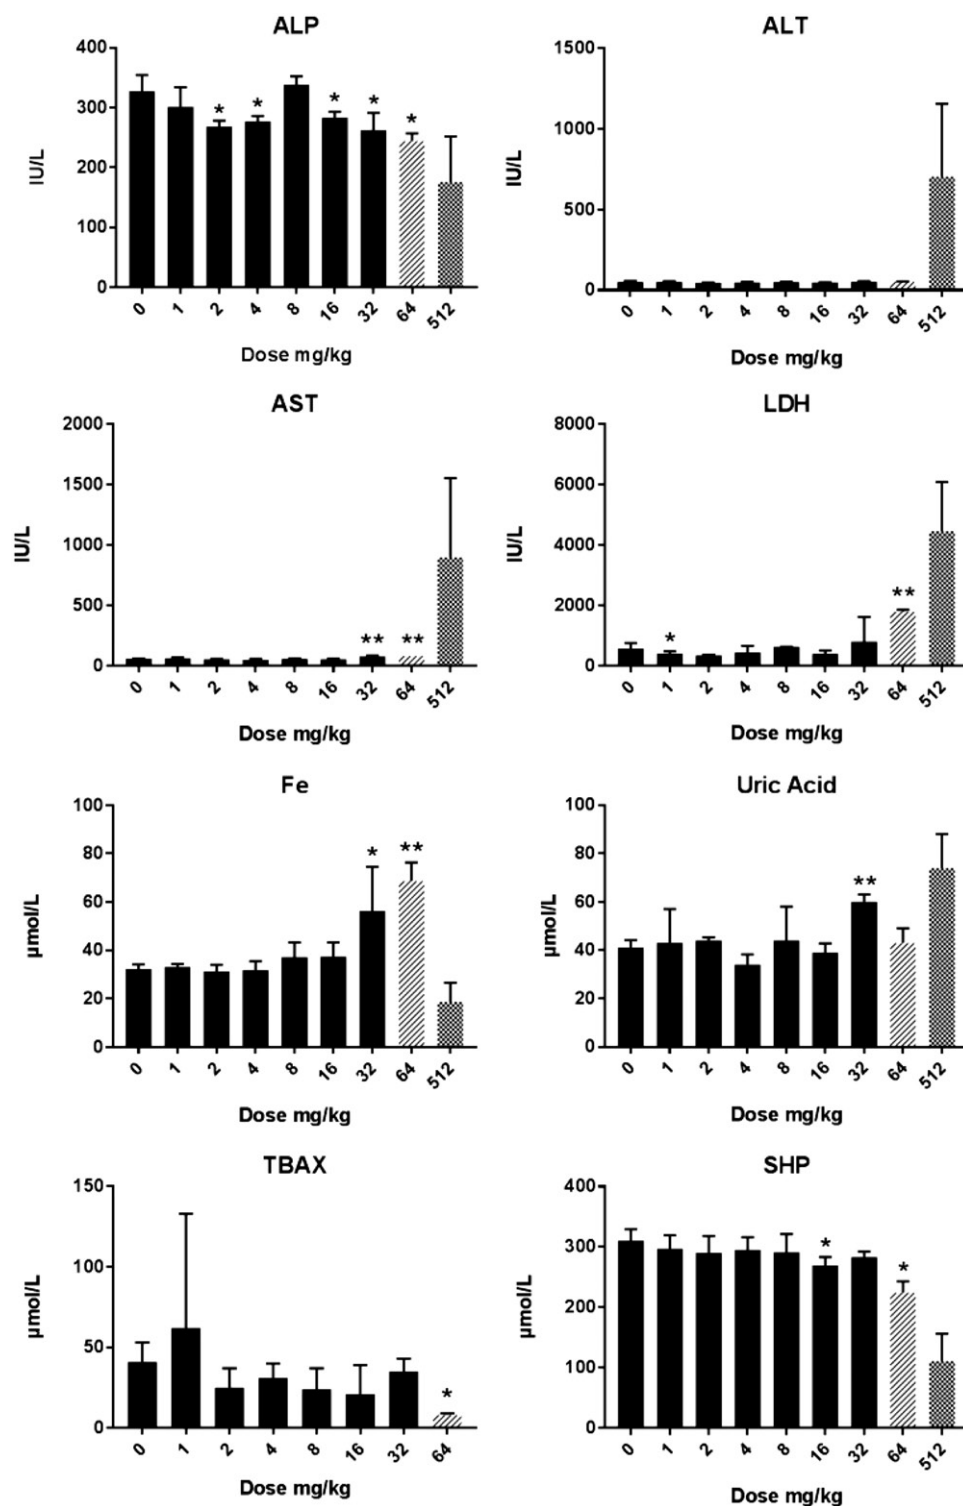 ALP
400
300
200
100
0
IU/L
*
*
*
*
*
0 1 2 4 8 16 32 64 512
Dose mg/kg
ALT
1500
1000
500
0
IU/L
0 1 2 4 8 16 32 64 512
Dose mg/kg
AST
2000
1500
1000
500
0
IU/L
** **
0 1 2 4 8 16 32 64 512
Dose mg/kg
LDH
8000
6000
4000
2000
0
IU/L
*
**
0 1 2 4 8 16 32 64 512
Dose mg/kg
Fe
100
80
60
40
20
0
µmol/L
*
**
0 1 2 4 8 16 32 64 512
Dose mg/kg
Uric Acid
100
80
60
40
20
0
µmol/L
**
0 1 2 4 8 16 32 64 512
Dose mg/kg
TBAX
150
100
50
0
µmol/L
*
0 1 2 4 8 16 32 64
Dose mg/kg
SHP
400
300
200
100
0
µmol/L
*
*
0 1 2 4 8 16 32 64 512
Dose mg/kg